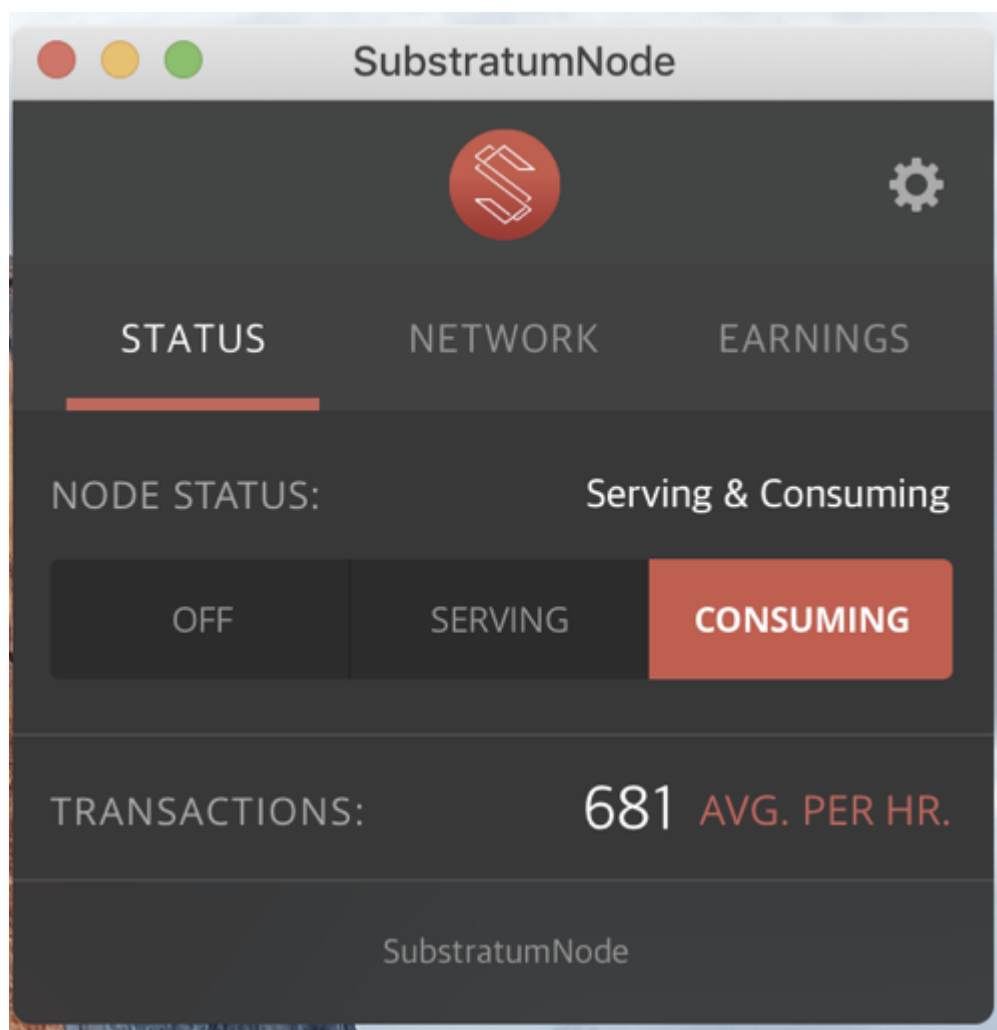 SubstratumNode
STATUS NETWORK EARNINGS
NODE STATUS: Serving & Consuming
OFF SERVING CONSUMING
TRANSACTIONS: 681 AVG. PER HR.
SubstratumNode